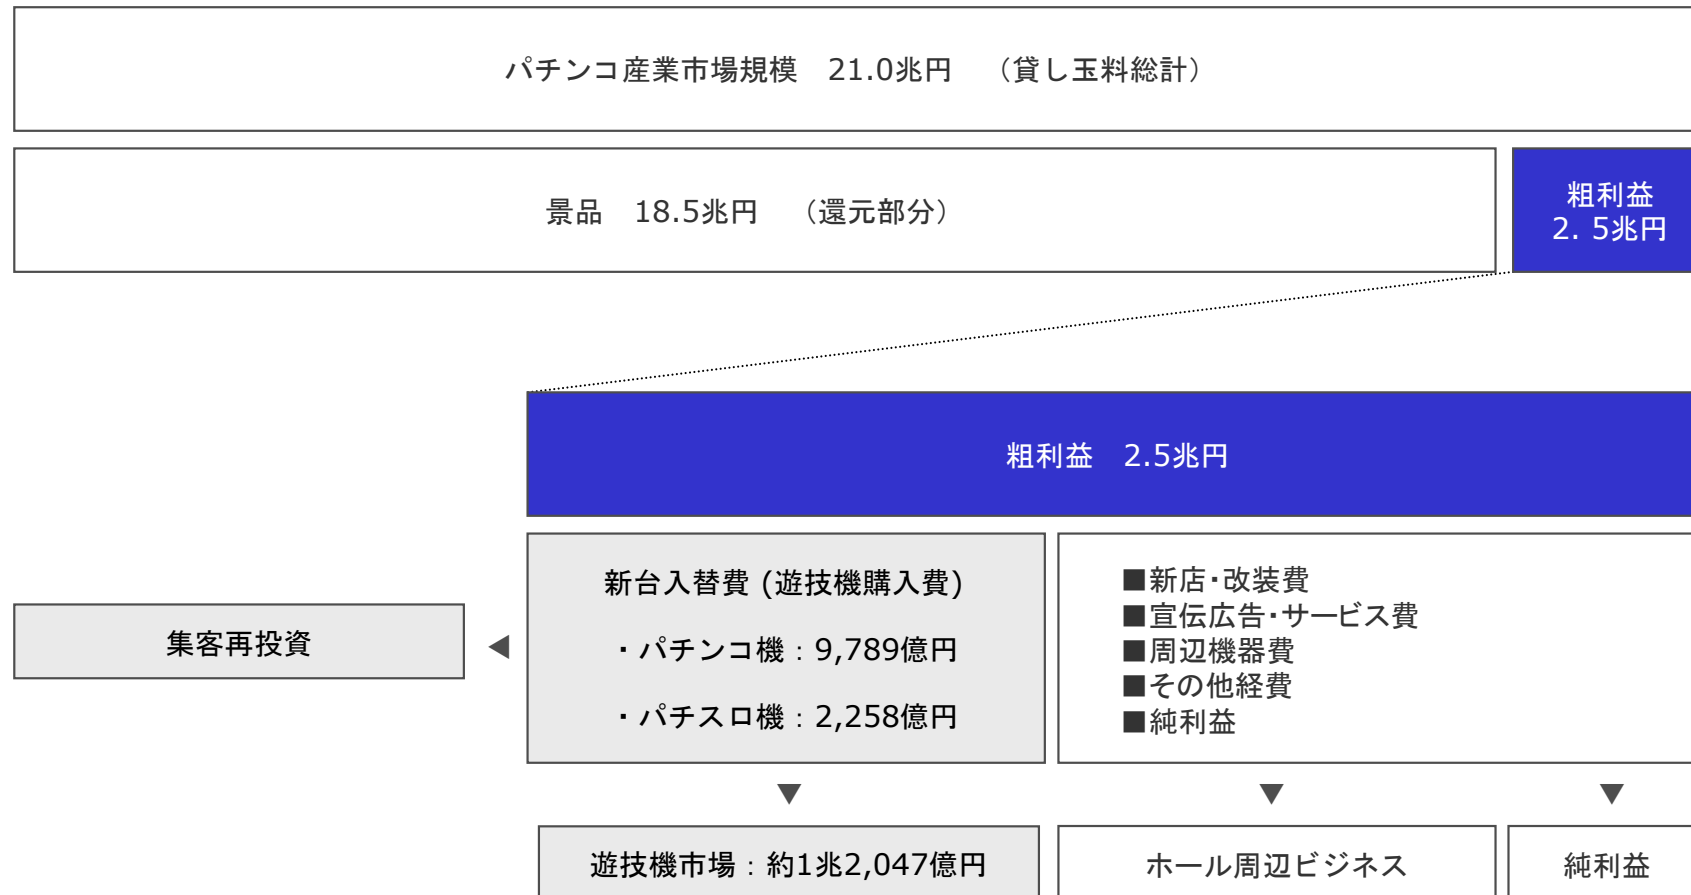 パチンコ産業市場規模　21.0兆円　（貸し玉料総計）
景品　18.5兆円　（還元部分）
粗利益
2. 5兆円
粗利益　2.5兆円
新台入替費 (遊技機購入費)
・パチンコ機：9,789億円
・パチスロ機：2,258億円
■新店・改装費
■宣伝広告・サービス費
■周辺機器費
■その他経費
■純利益
集客再投資
遊技機市場：約1兆2,047億円
ホール周辺ビジネス
純利益